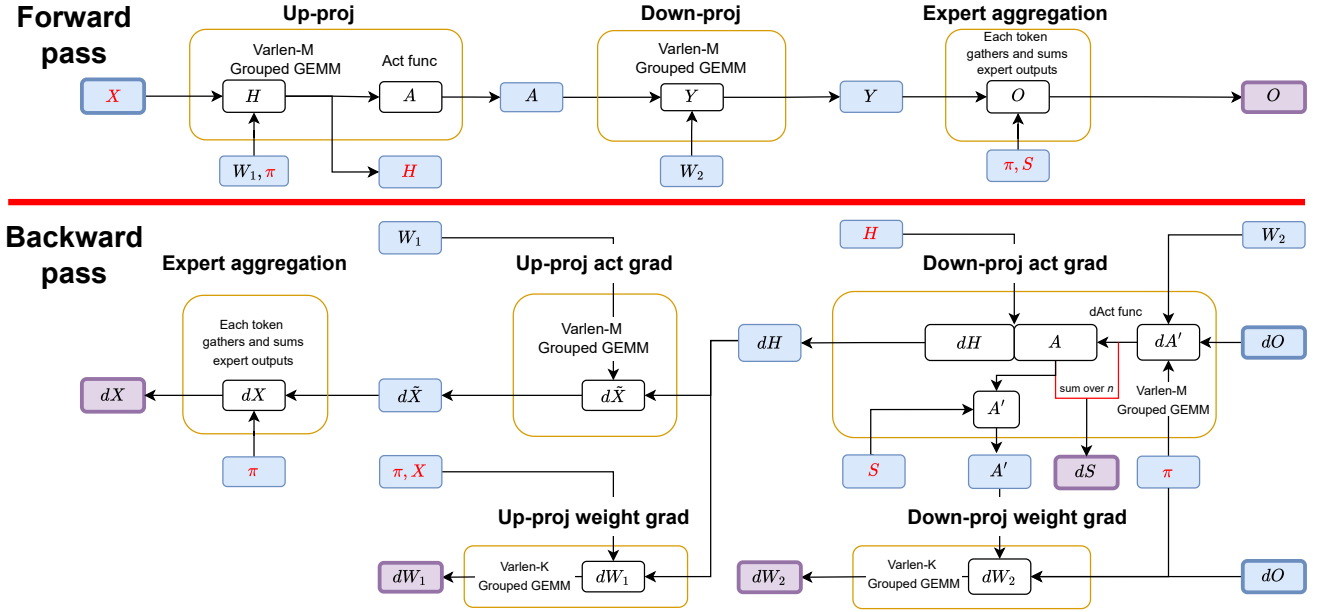 Forward
pass
Up-proj
Down-proj
Expert aggregation
Varlen-M
Grouped GEMM
Act func
Varlen-M
Grouped GEMM
Each token
gathers and sums
expert outputs
X
H
A
A
Y
Y
O
O
W₁, π
H
W₂
π, S
Backward
pass
W₁
H
W₂
Expert aggregation
Up-proj act grad
Down-proj act grad
Each token
gathers and sums
expert outputs
Varlen-M
Grouped GEMM
dAct func
dH
dH
A
dA′
dO
dX
dX
dX̃
dX̃
sum over n
Varlen-M
Grouped GEMM
A′
π
π, X
S
A′
dS
π
Up-proj weight grad
Down-proj weight grad
dW₁
Varlen-K
Grouped GEMM
dW₁
dW₂
Varlen-K
Grouped GEMM
dW₂
dO